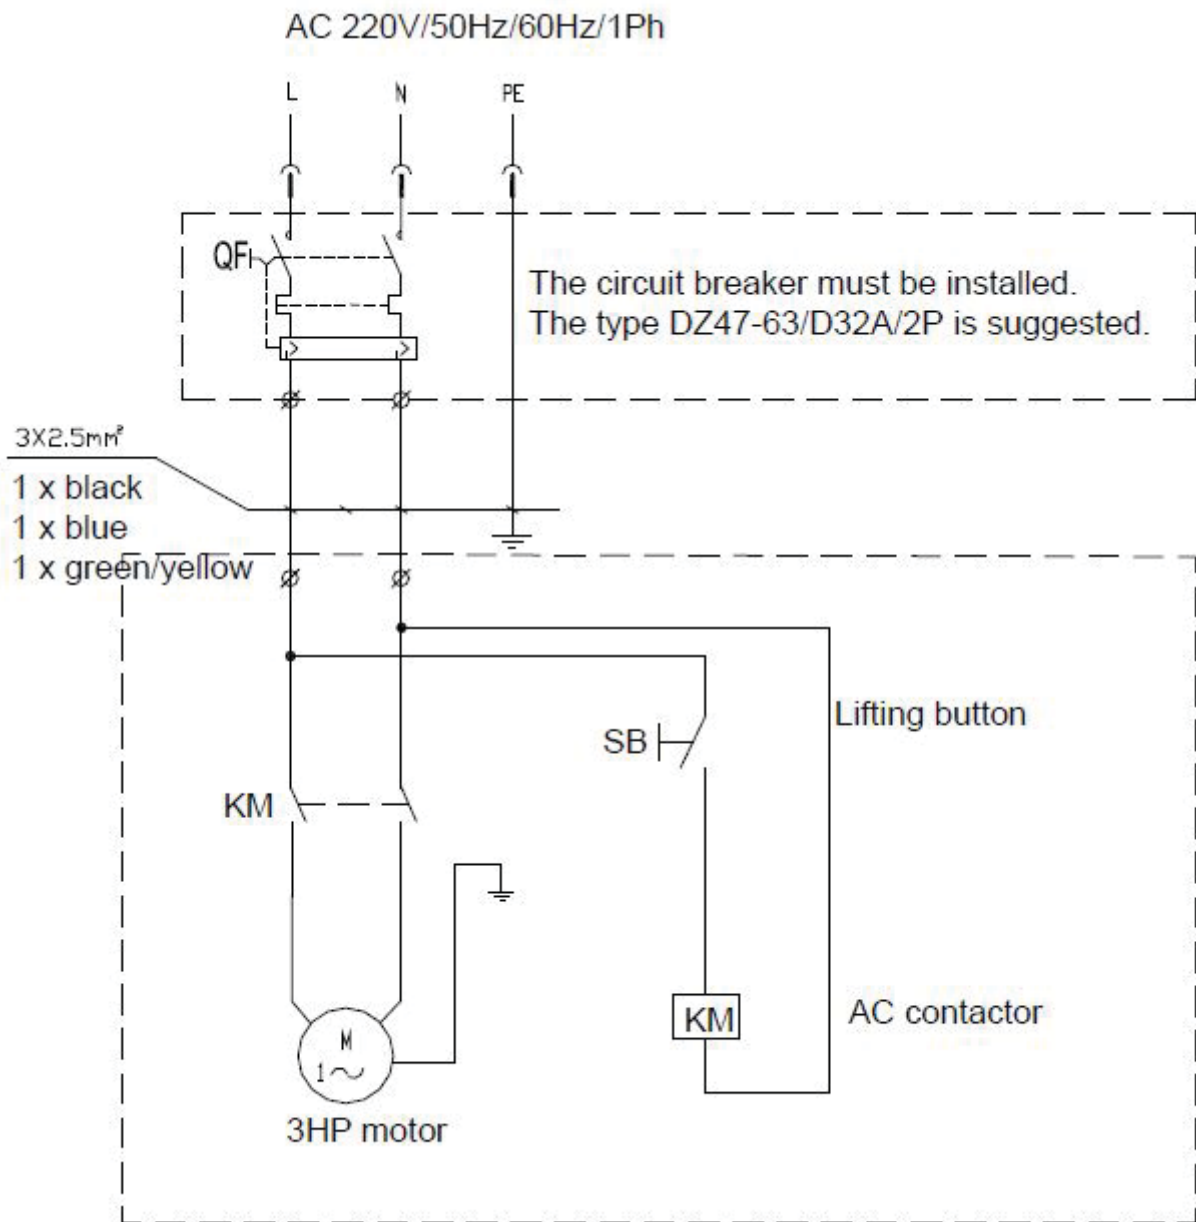 AC 220V/50Hz/60Hz/1Ph
L N PE
QF
The circuit breaker must be installed.
The type DZ47-63/D32A/2P is suggested.
3X2.5mm²
1 x black
1 x blue
1 x green/yellow
Lifting button
SB
KM
KM
AC contactor
M
1~
3HP motor